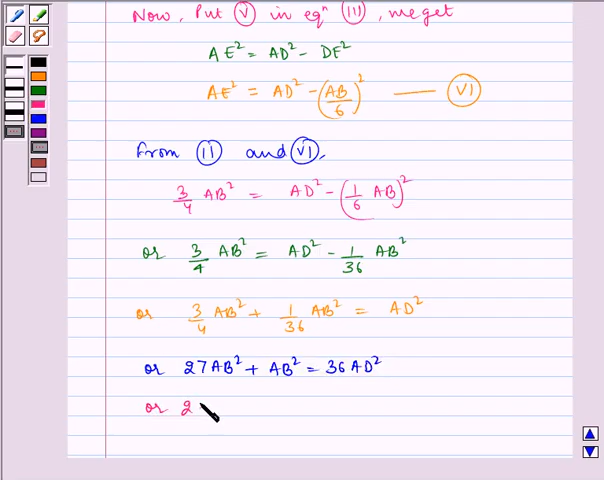 Now, Put (V) in eqⁿ (III), we get
AE² = AD² - DE²
AE² = AD² - (AB/6)² —— (VI)
From (II) and (VI),
3/4 AB² = AD² - (1/6 AB)²
or 3/4 AB² = AD² - 1/36 AB²
or 3/4 AB² + 1/36 AB² = AD²
or 27AB² + AB² = 36AD²
or 2